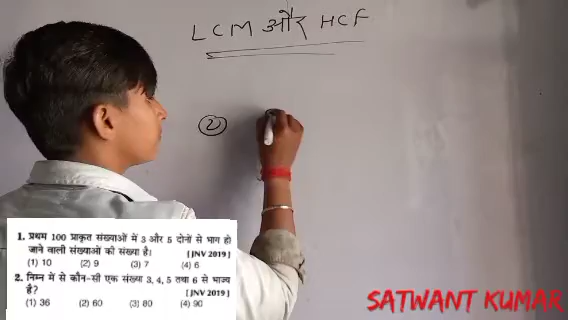 LCM और HCF
2
1. प्रथम 100 प्राकृत संख्याओं में 3 और 5 दोनों से भाग हो
जाने वाली संख्याओं की संख्या है। [JNV 2019]
(1) 10 (2) 9 (3) 7 (4) 6
2. निम्न में से कौन-सी एक संख्या 3, 4, 5 तथा 6 से भाज्य
है? [JNV 2019]
(1) 36 (2) 60 (3) 80 (4) 90
SATWANT KUMAR